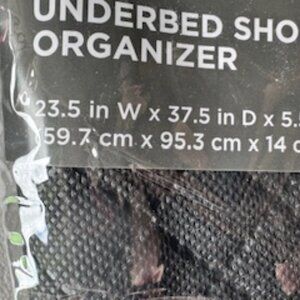 UNDERBED SHO
ORGANIZER
23.5 in W x 37.5 in D x 5.
59.7 cm x 95.3 cm x 14 c